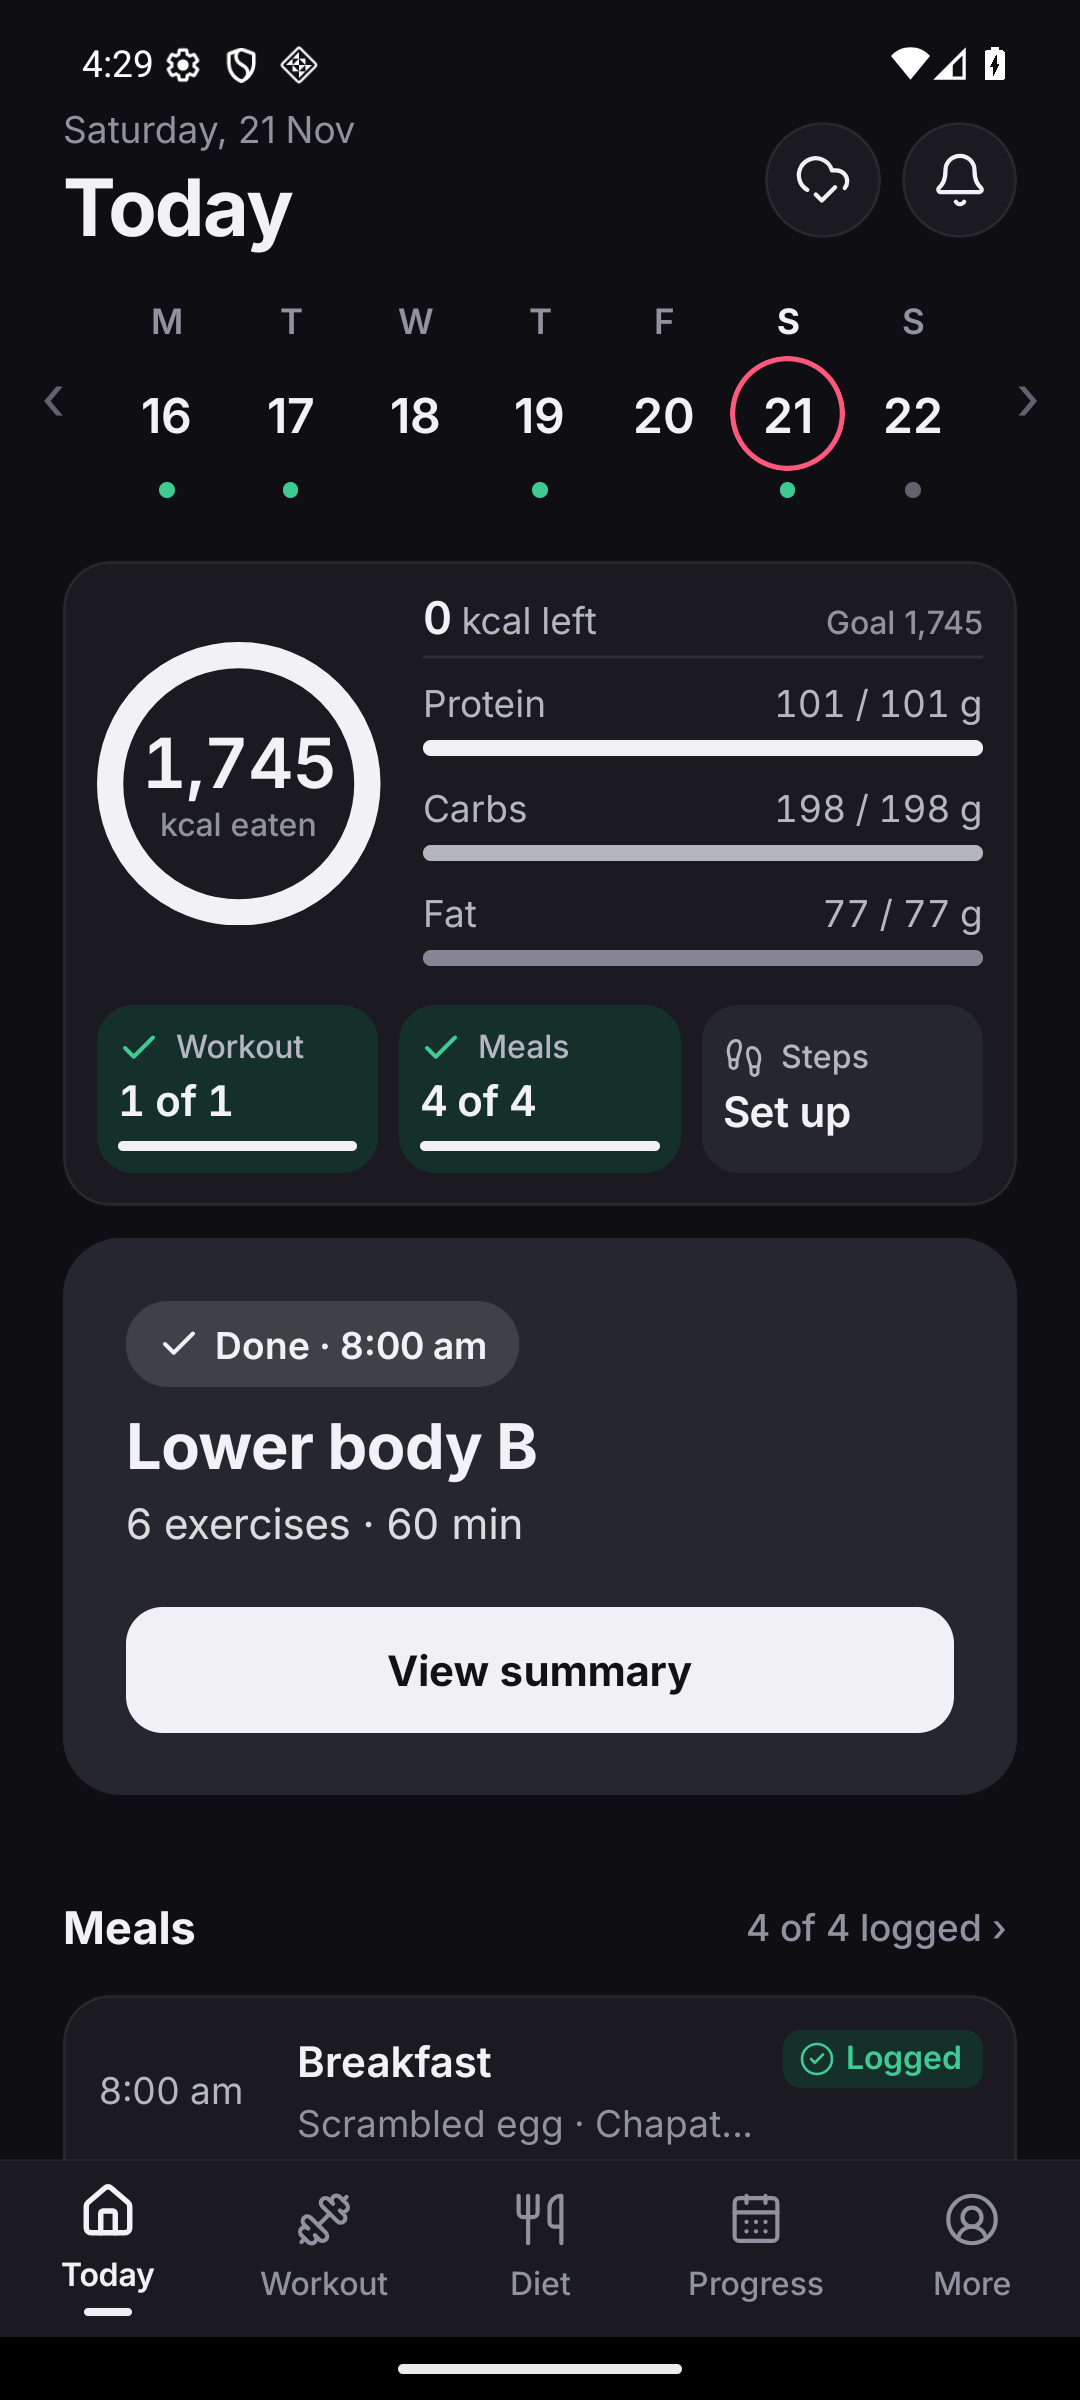 4:29
Saturday, 21 Nov
Today
M T W T F S S
‹ 16 17 18 19 20 21 22 ›
0 kcal left Goal 1,745
1,745
kcal eaten
Protein 101 / 101 g
Carbs 198 / 198 g
Fat 77 / 77 g
Workout
1 of 1
Meals
4 of 4
Steps
Set up
Done · 8:00 am
Lower body B
6 exercises · 60 min
View summary
Meals 4 of 4 logged ›
8:00 am
Breakfast
Logged
Scrambled egg · Chapat...
Today Workout Diet Progress More